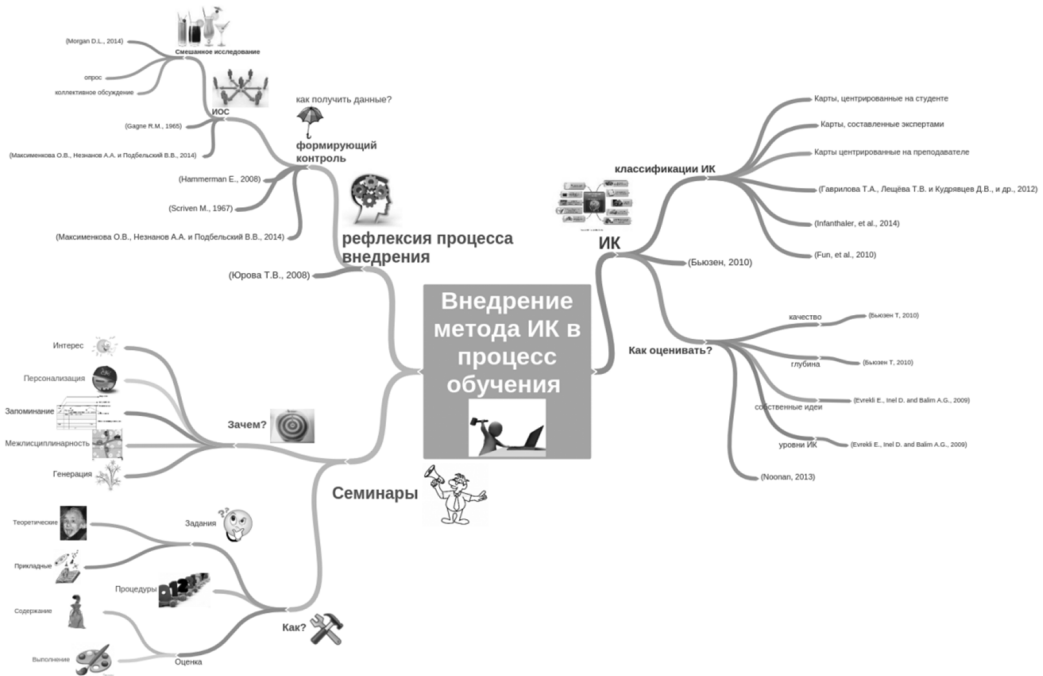 (Morgan D.L., 2014)
Смешанное исследование
опрос
коллективное обсуждение
ИОС
(Gagne R.M., 1965)
(Максименкова О.В., Незнанов А.А. и Подбельский В.В., 2014)
как получить данные?
формирующий
контроль
(Hammerman E., 2008)
(Scriven M., 1967)
(Максименкова О.В., Незнанов А.А. и Подбельский В.В., 2014)
рефлексия процесса
внедрения
(Юрова Т.В., 2008)
Внедрение
метода ИК в
процесс
обучения
ИК
классификации ИК
Карты, центрированные на студенте
Карты, составленные экспертами
Карты центрированные на преподавателе
(Гаврилова Т.А., Лещёва Т.В. и Кудрявцев Д.В., и др., 2012)
(Infanthaler, et al., 2014)
(Fun, et al., 2010)
(Бьюзен, 2010)
Как оценивать?
качество
(Бьюзен Т, 2010)
глубина
(Бьюзен Т, 2010)
собственные идеи
(Evrekli E., Inel D. and Balim A.G., 2009)
уровни ИК
(Evrekli E., Inel D. and Balim A.G., 2009)
(Noonan, 2013)
Семинары
Зачем?
Интерес
Персонализация
Запоминание
Межлисциплинарность
Генерация
Как?
Задания
Теоретические
Прикладные
Процедуры
Оценка
Содержание
Выполнение